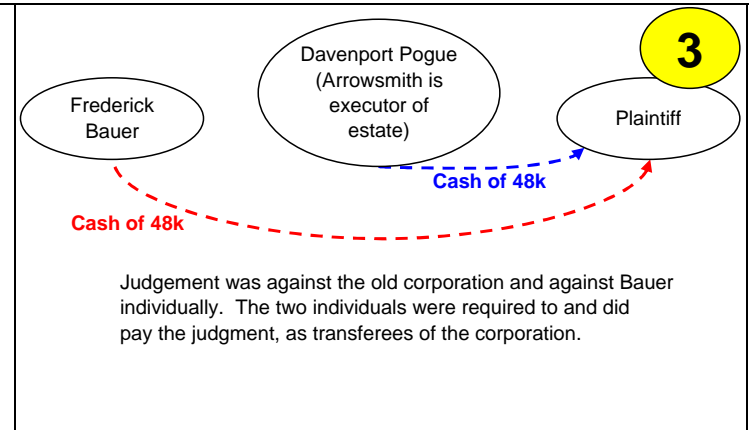 3
Davenport Pogue
(Arrowsmith is
executor of
estate)
Frederick
Bauer
Plaintiff
Cash of 48k
Cash of 48k
Judgement was against the old corporation and against Bauer
individually. The two individuals were required to and did
pay the judgment, as transferees of the corporation.